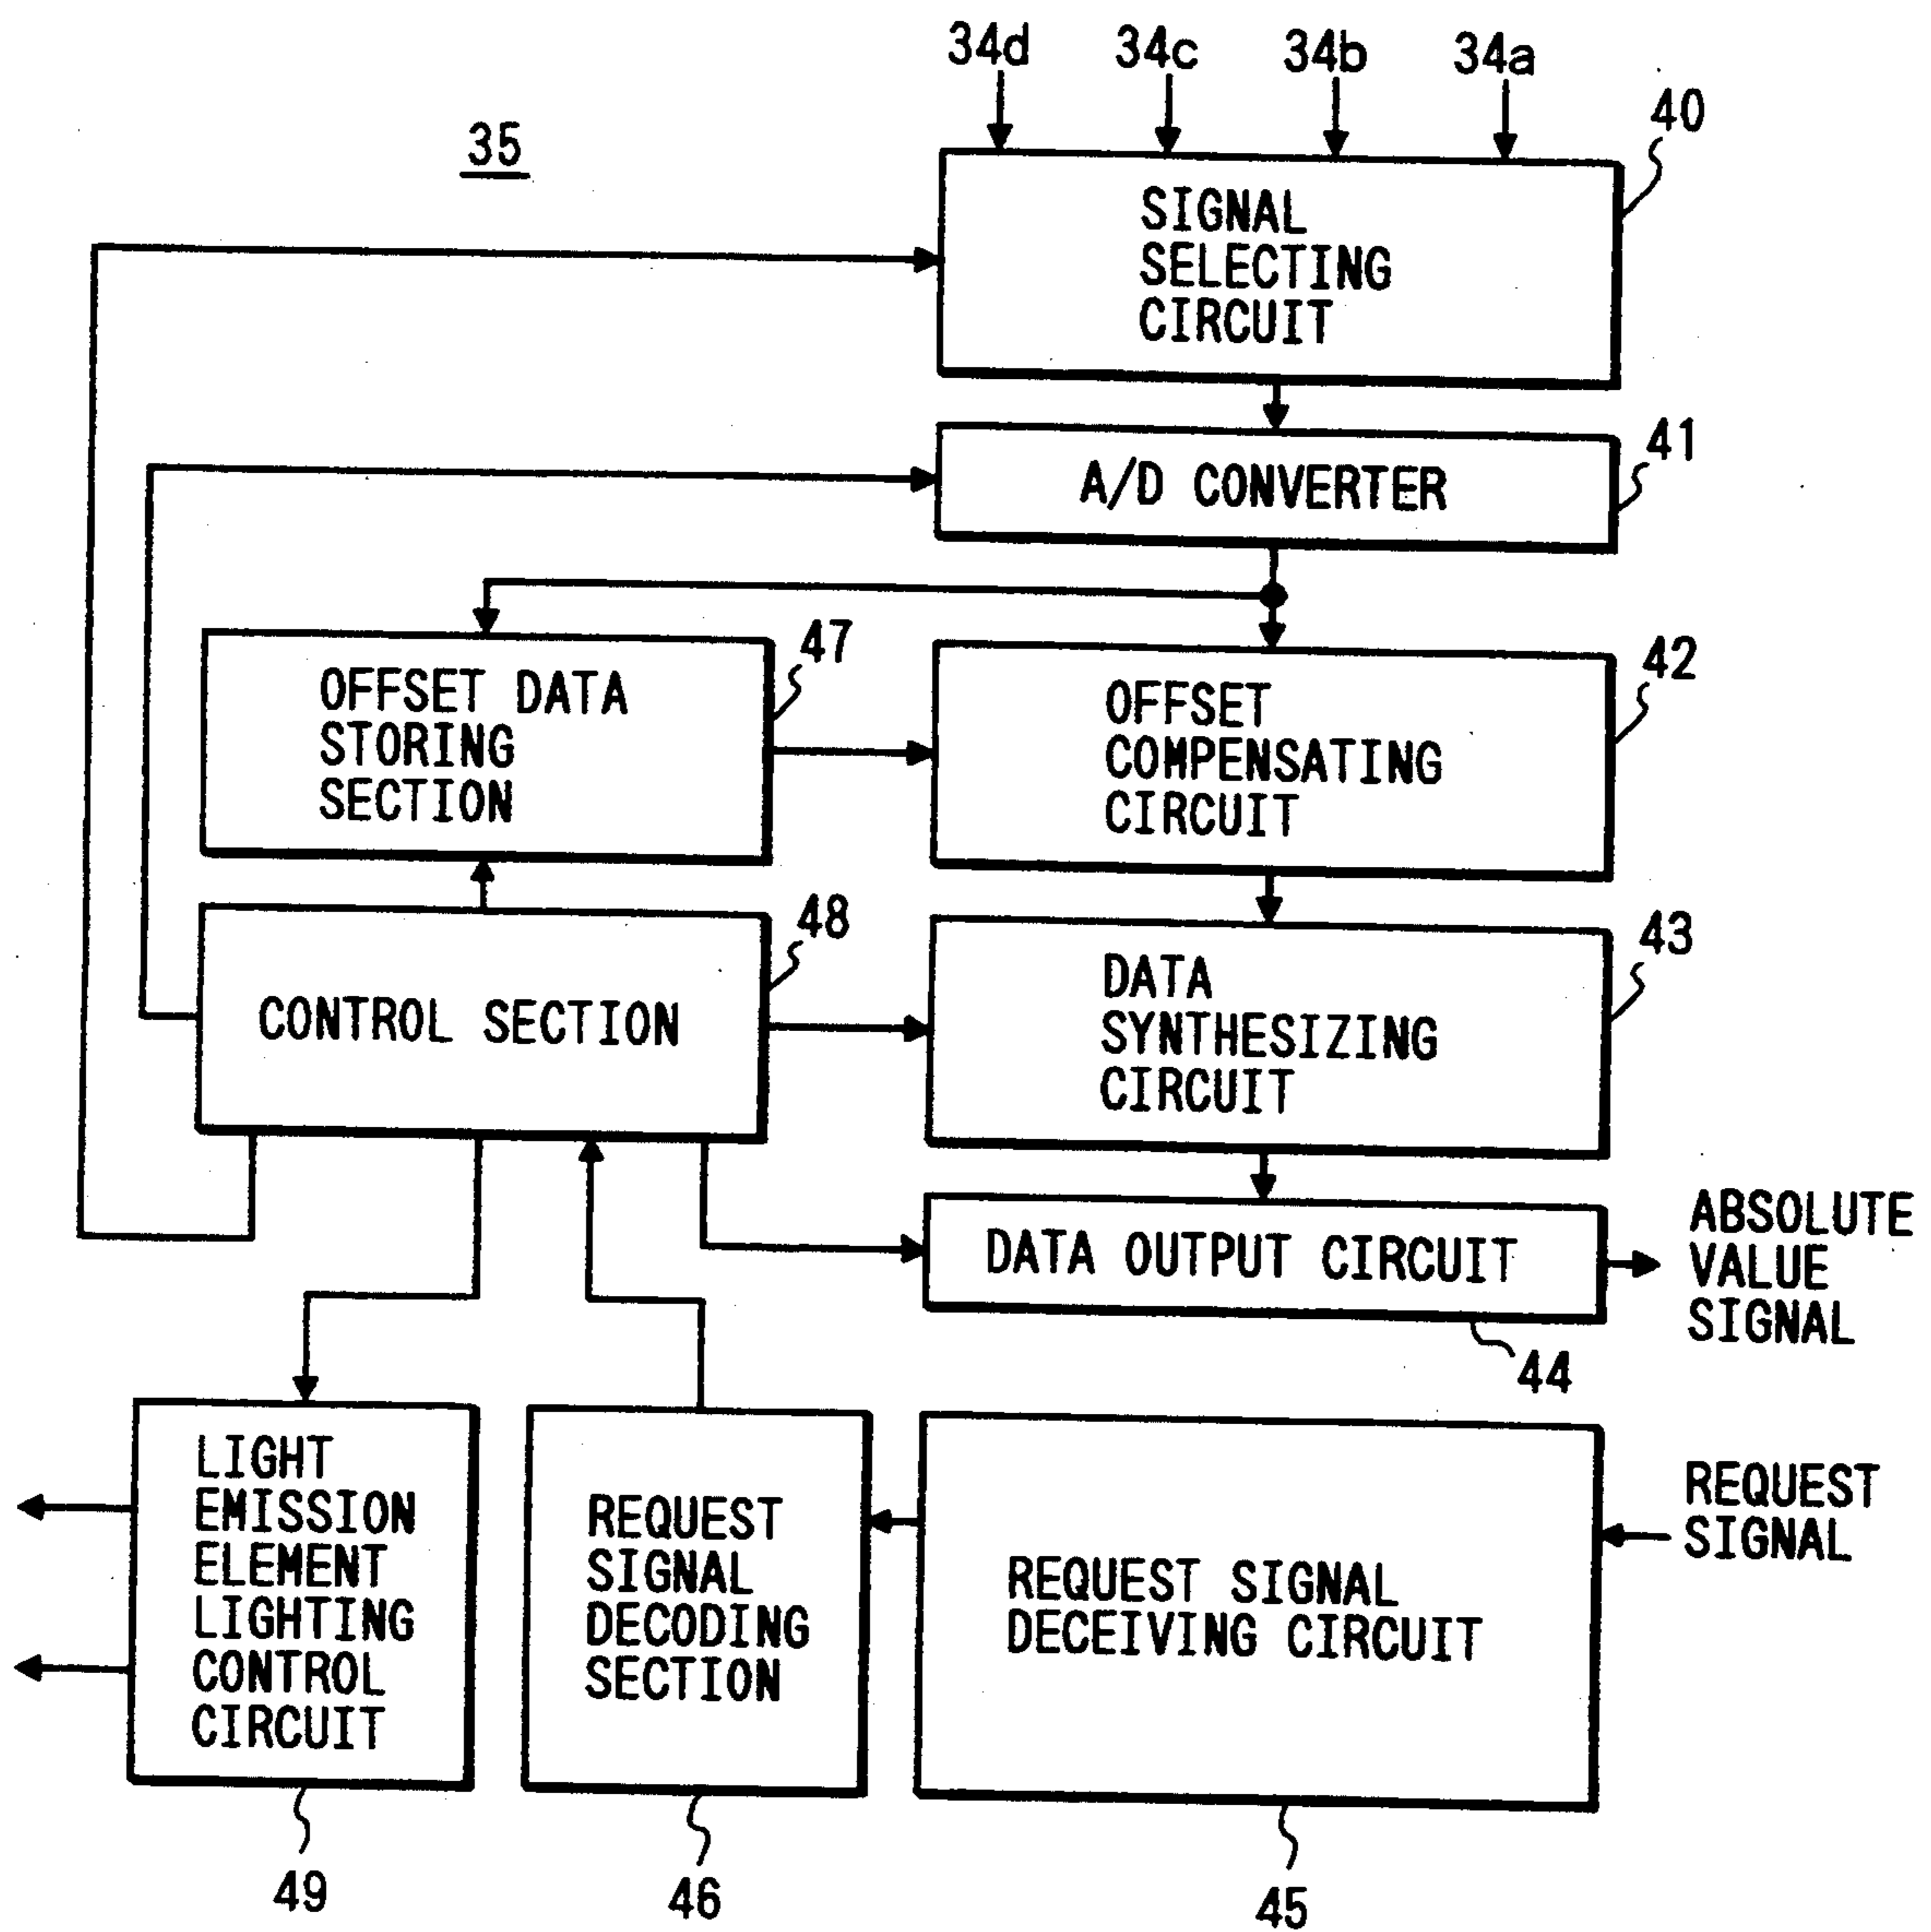 34d 34c 34b 34a
35
40
SIGNAL
SELECTING
CIRCUIT
41
A/D CONVERTER
47
OFFSET DATA
STORING
SECTION
42
OFFSET
COMPENSATING
CIRCUIT
48
CONTROL SECTION
43
DATA
SYNTHESIZING
CIRCUIT
DATA OUTPUT CIRCUIT
ABSOLUTE
VALUE
SIGNAL
44
LIGHT
EMISSION
ELEMENT
LIGHTING
CONTROL
CIRCUIT
REQUEST
SIGNAL
DECODING
SECTION
REQUEST SIGNAL
DECEIVING CIRCUIT
REQUEST
SIGNAL
49
46
45